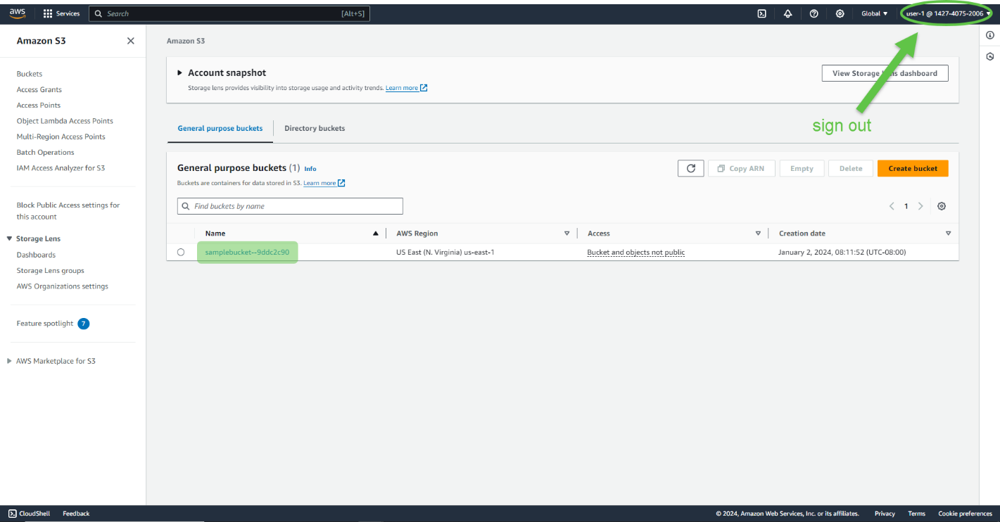 aws Services Search [Alt+S] Global user-1 @ 1427-4075-2006
Amazon S3
Buckets
Access Grants
Access Points
Object Lambda Access Points
Multi-Region Access Points
Batch Operations
IAM Access Analyzer for S3
Block Public Access settings for
this account
Storage Lens
Dashboards
Storage Lens groups
AWS Organizations settings
Feature spotlight 7
AWS Marketplace for S3
Amazon S3
Account snapshot
View Storage Lens dashboard
Storage lens provides visibility into storage usage and activity trends. Learn more
sign out
General purpose buckets Directory buckets
General purpose buckets (1) Info
Copy ARN Empty Delete Create bucket
Buckets are containers for data stored in S3. Learn more
Find buckets by name
1
Name AWS Region Access Creation date
samplebucket--9ddc2c90 US East (N. Virginia) us-east-1 Bucket and objects not public January 2, 2024, 08:11:52 (UTC-08:00)
CloudShell Feedback © 2024, Amazon Web Services, Inc. or its affiliates. Privacy Terms Cookie preferences